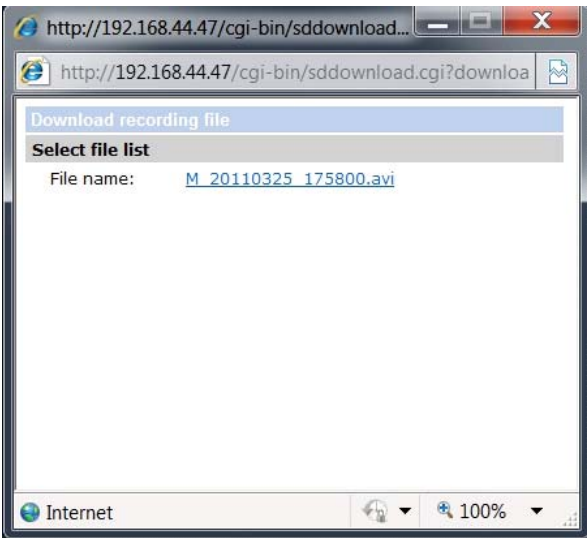 http://192.168.44.47/cgi-bin/sddownload...
http://192.168.44.47/cgi-bin/sddownload.cgi?downloa
Download recording file
Select file list
File name: M_20110325_175800.avi
Internet 100%